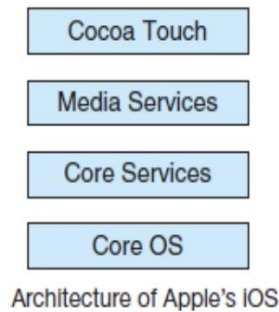 Cocoa Touch
Media Services
Core Services
Core OS
Architecture of Apple's iOS